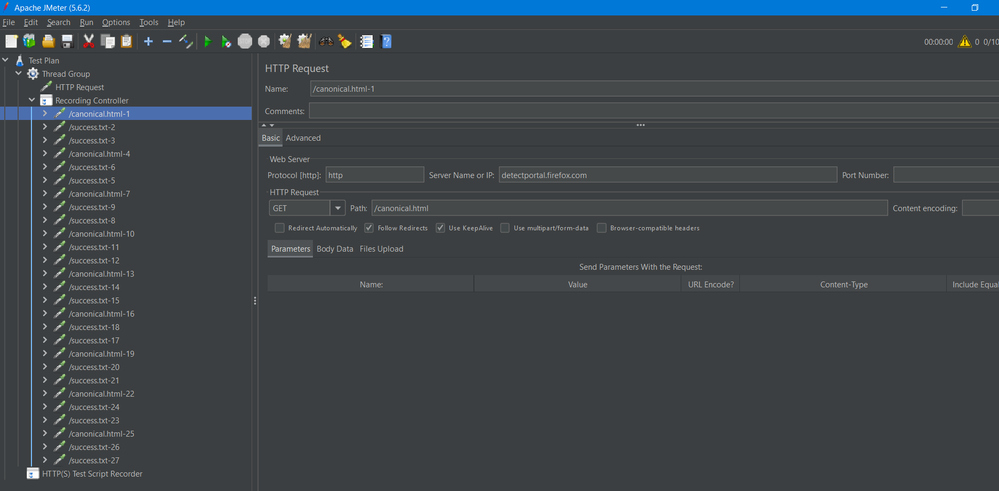 Apache JMeter (5.6.2)
File Edit Search Run Options Tools Help
STOP
00:00:00 0 0/10
Test Plan
Thread Group
HTTP Request
Recording Controller
/canonical.html-1
/success.txt-2
/success.txt-3
/canonical.html-4
/success.txt-6
/success.txt-5
/canonical.html-7
/success.txt-9
/success.txt-8
/canonical.html-10
/success.txt-11
/success.txt-12
/canonical.html-13
/success.txt-14
/success.txt-15
/canonical.html-16
/success.txt-18
/success.txt-17
/canonical.html-19
/success.txt-20
/success.txt-21
/canonical.html-22
/success.txt-24
/success.txt-23
/canonical.html-25
/success.txt-26
/success.txt-27
HTTP(S) Test Script Recorder
HTTP Request
Name: /canonical.html-1
Comments:
Basic Advanced
Web Server
Protocol [http]: http Server Name or IP: detectportal.firefox.com Port Number:
HTTP Request
GET Path: /canonical.html Content encoding:
Redirect Automatically Follow Redirects Use KeepAlive Use multipart/form-data Browser-compatible headers
Parameters Body Data Files Upload
Send Parameters With the Request:
Name: Value URL Encode? Content-Type Include Equa